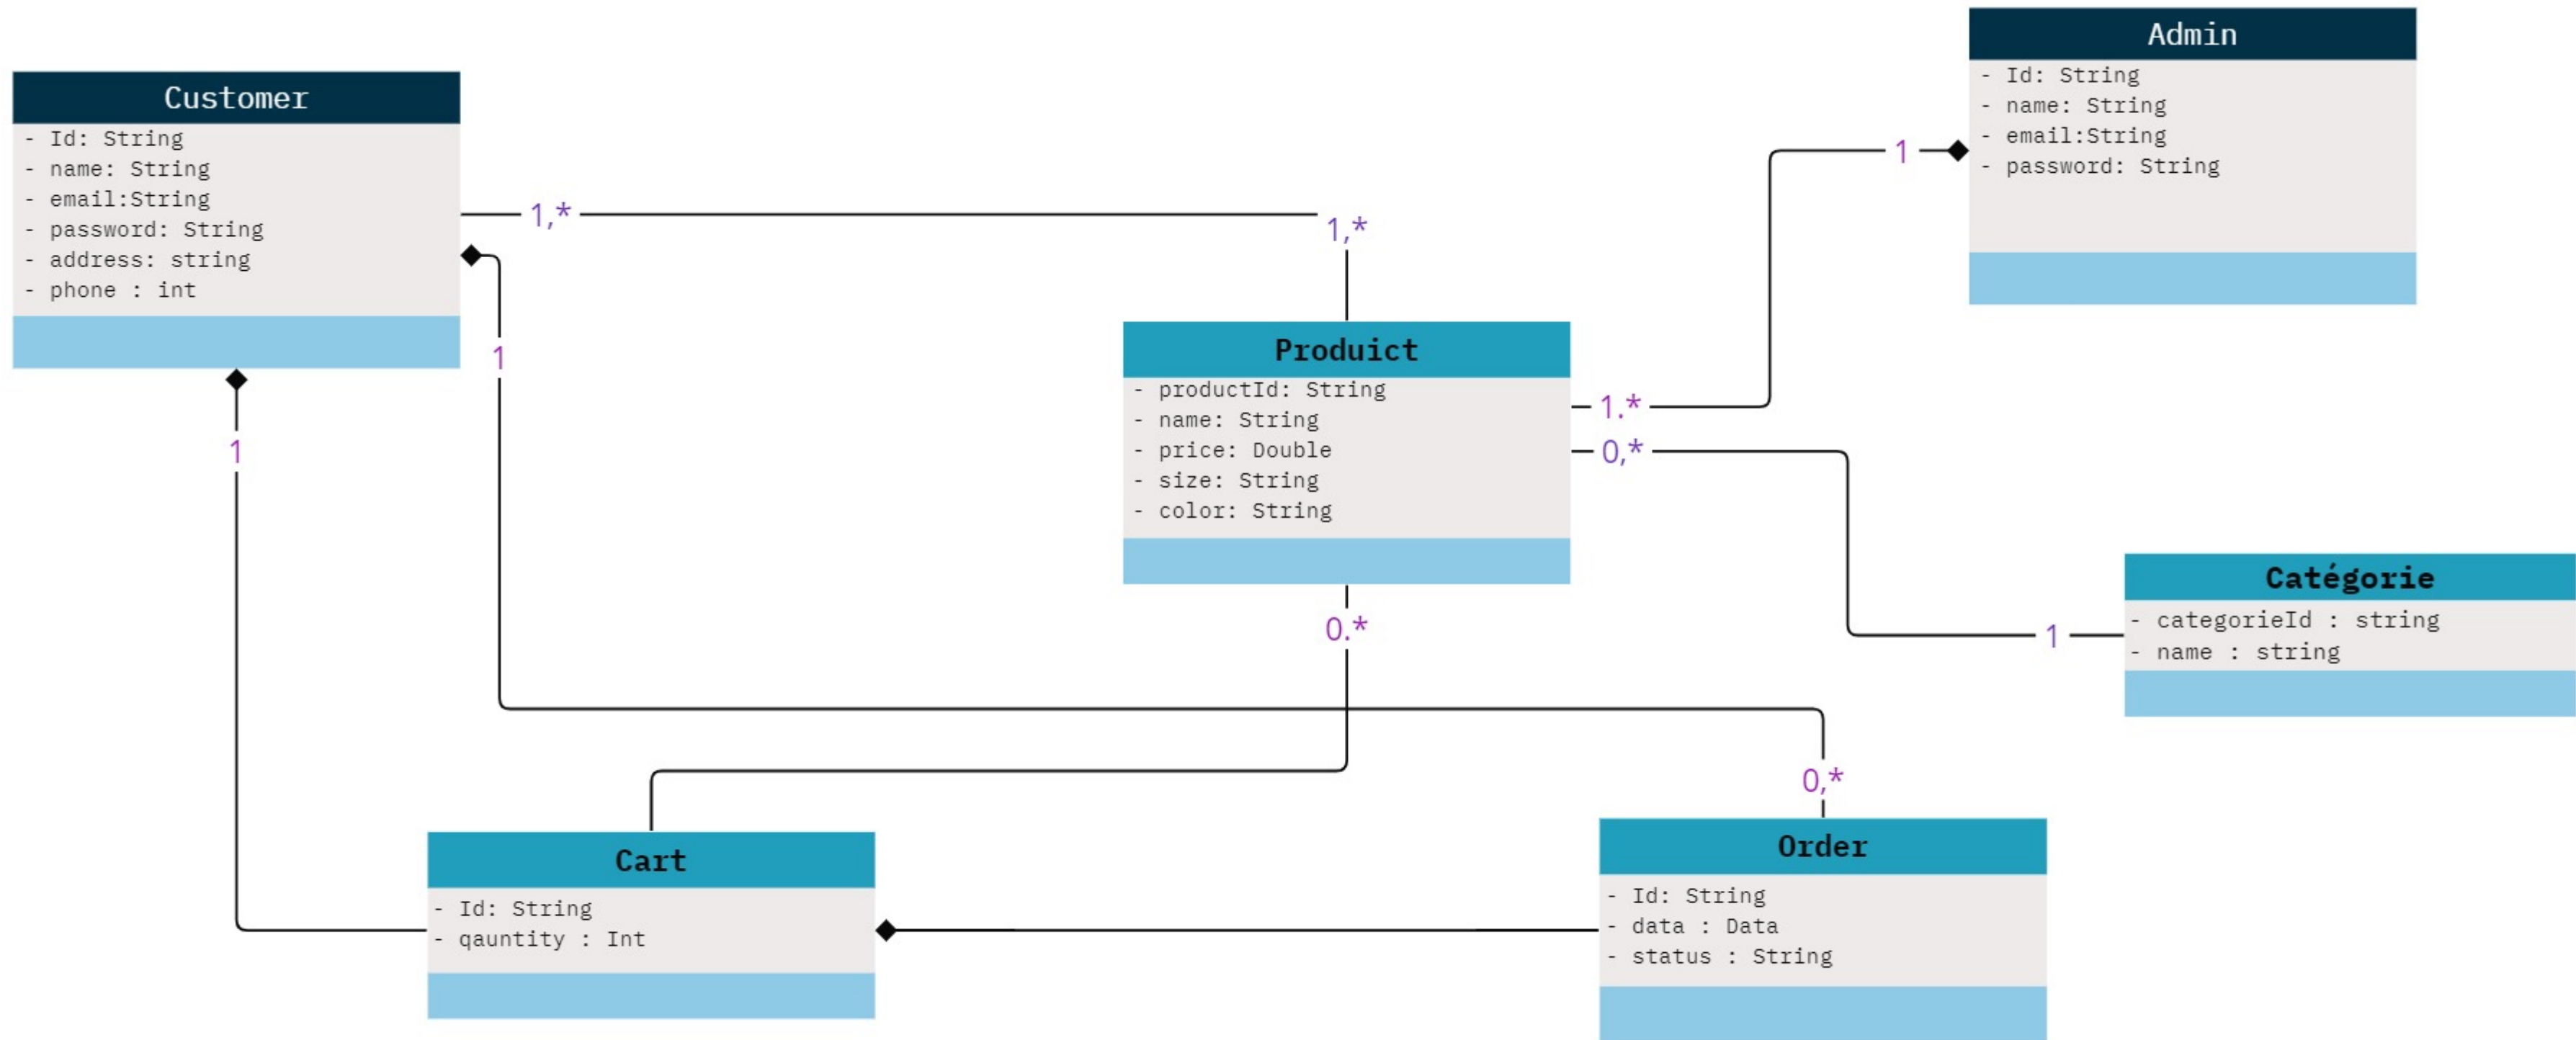 Customer
- Id: String
- name: String
- email:String
- password: String
- address: string
- phone : int
1,*
1,*
1
1
Admin
- Id: String
- name: String
- email:String
- password: String
1
Produict
- productId: String
- name: String
- price: Double
- size: String
- color: String
1.*
0,*
0.*
Catégorie
- categorieId : string
- name : string
1
0,*
Cart
- Id: String
- qauntity : Int
Order
- Id: String
- data : Data
- status : String